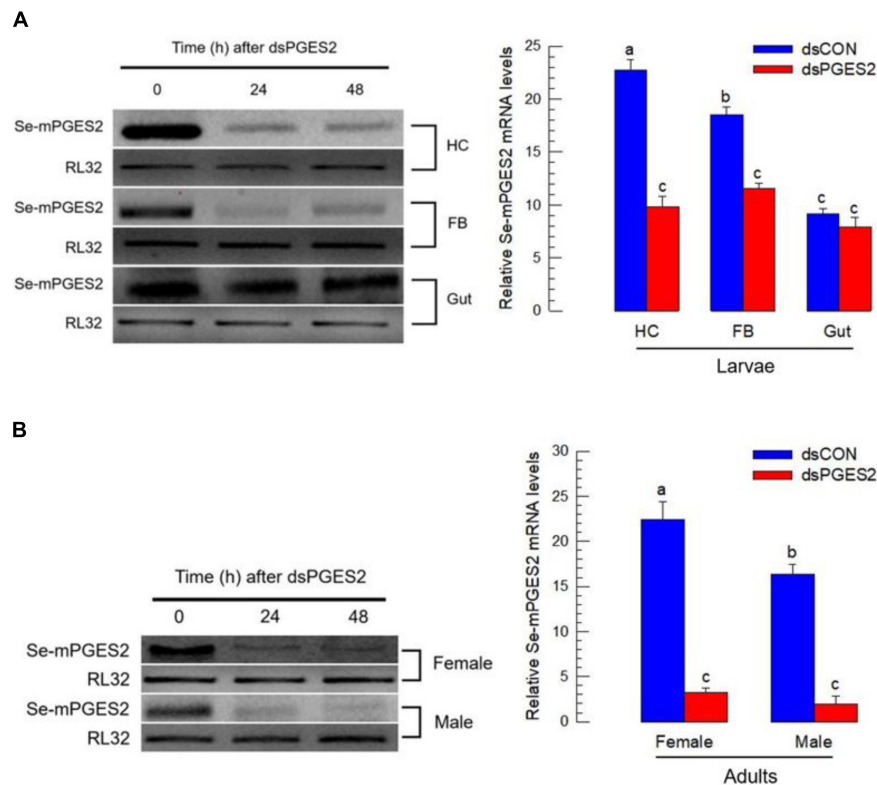 A
Time (h) after dsPGES2
0 24 48
Se-mPGES2
RL32
HC
Se-mPGES2
RL32
FB
Se-mPGES2
RL32
Gut
Relative Se-mPGES2 mRNA levels
25
20
15
10
5
0
dsCON
dsPGES2
a
c
b
c
c
c
HC FB Gut
Larvae
B
Time (h) after dsPGES2
0 24 48
Se-mPGES2
RL32
Female
Se-mPGES2
RL32
Male
Relative Se-mPGES2 mRNA levels
30
25
20
15
10
5
0
dsCON
dsPGES2
a
c
b
c
Female Male
Adults